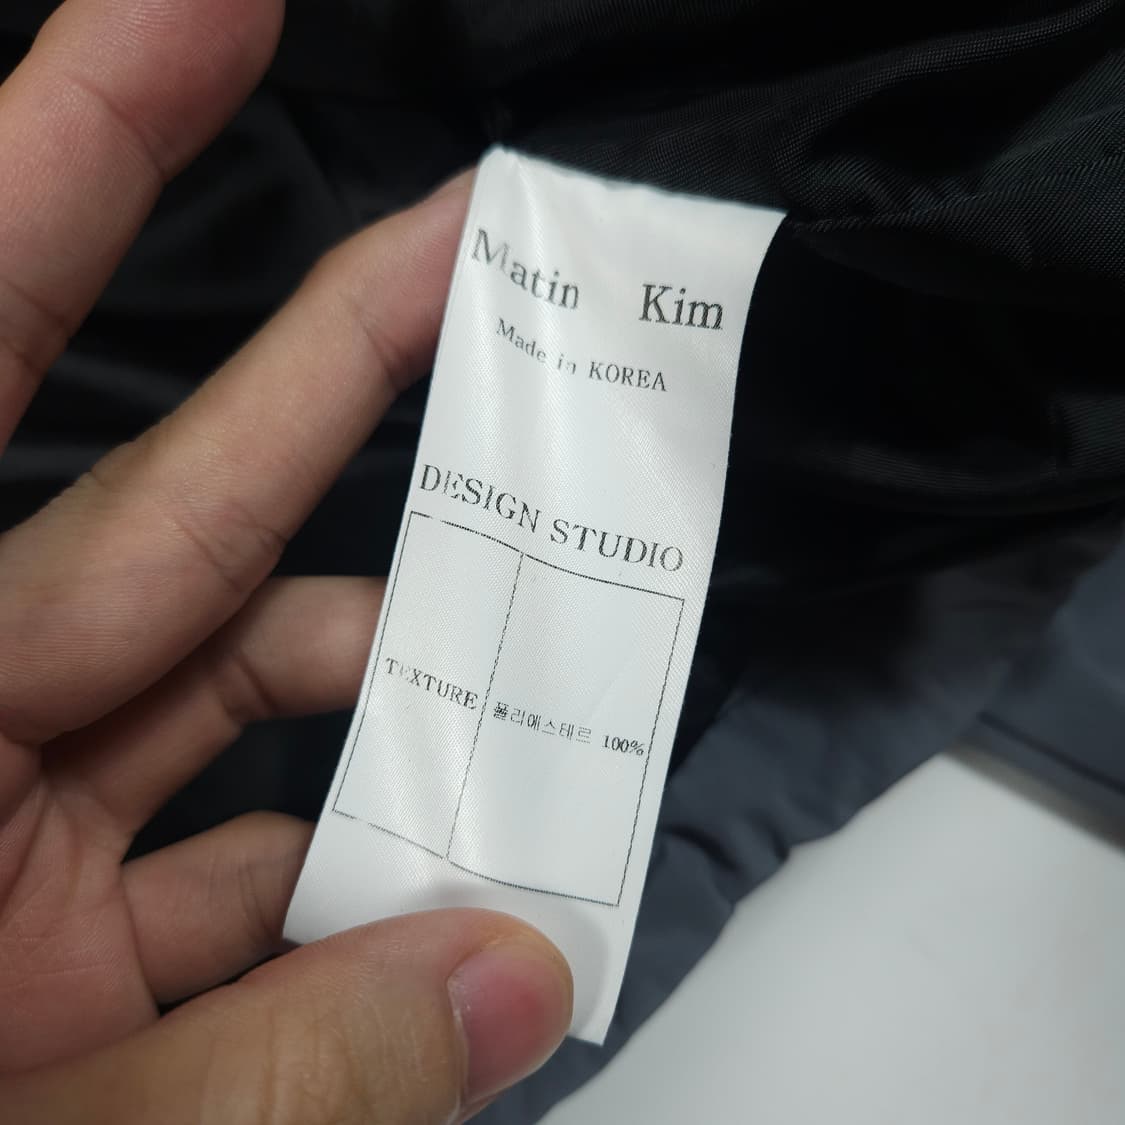 Matin Kim
Made in KOREA
DESIGN STUDIO
TEXTURE
폴리에스테르 100%